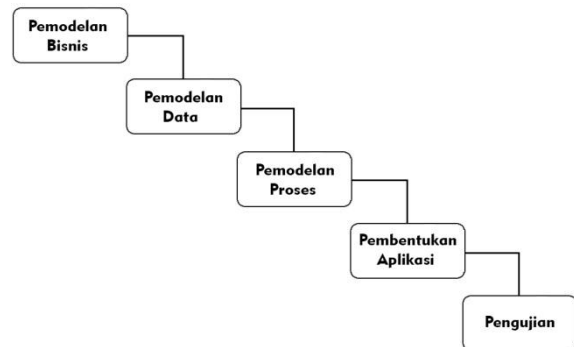 Pemodelan
Bisnis
Pemodelan
Data
Pemodelan
Proses
Pembentukan
Aplikasi
Pengujian